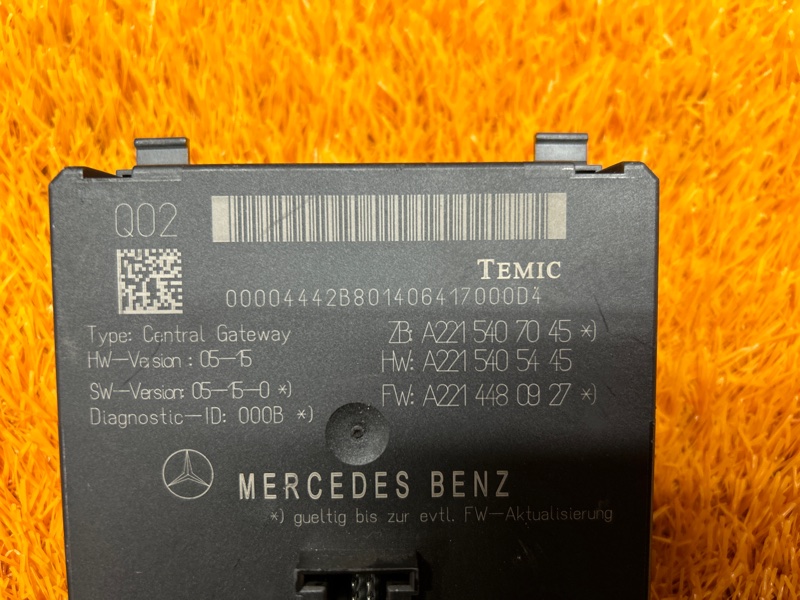 Q02
TEMIC
00004442B801406417000D4
Type: Central Gateway
ZB: A221 540 70 45 *)
HW-Version : 05-15
HW: A221 540 54 45
SW-Version: 05-15-0 *)
FW: A221 448 09 27 *)
Diagnostic-ID: 000B *)
MERCEDES BENZ
*) gueltig bis zur evtl. FW-Aktualisierung